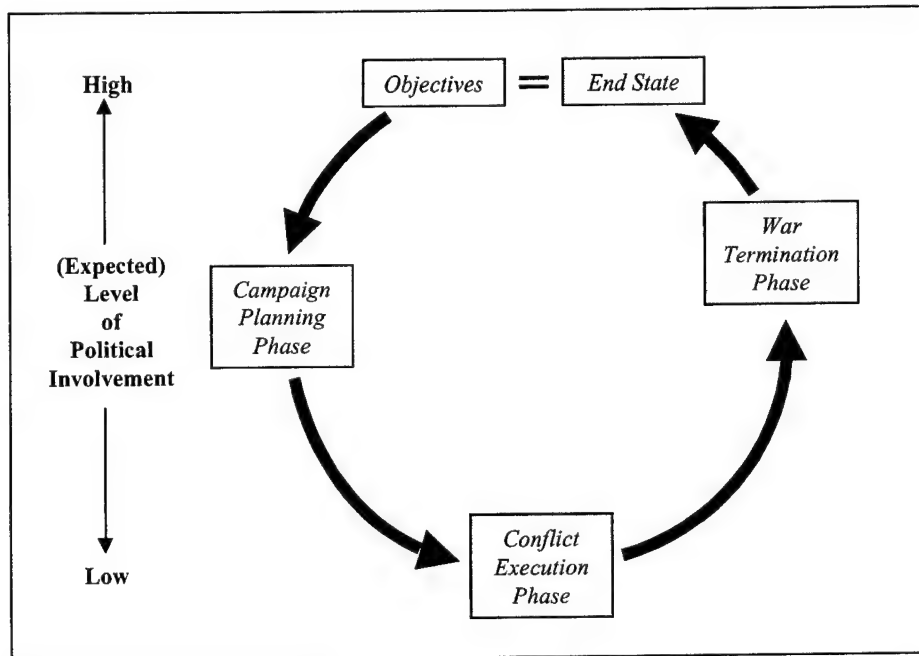 High
(Expected)
Level
of
Political
Involvement
Low
Objectives = End State
Campaign
Planning
Phase
Conflict
Execution
Phase
War
Termination
Phase